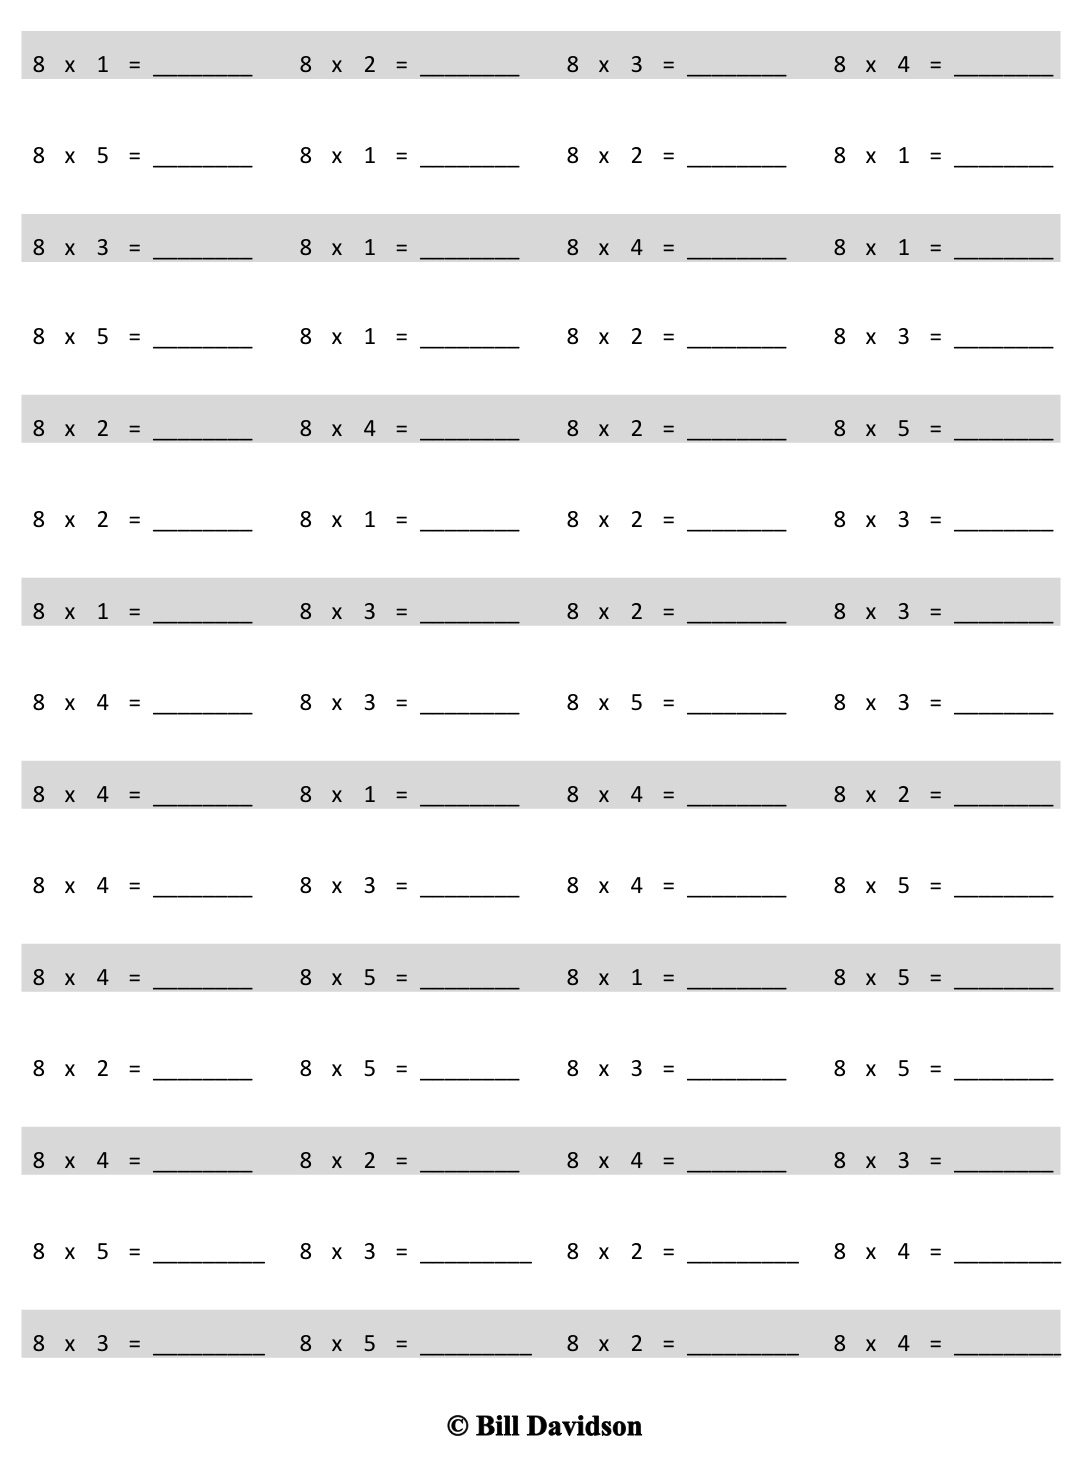 8 x 1 = ________ 8 x 2 = ________ 8 x 3 = ________ 8 x 4 = ________
8 x 5 = ________ 8 x 1 = ________ 8 x 2 = ________ 8 x 1 = ________
8 x 3 = ________ 8 x 1 = ________ 8 x 4 = ________ 8 x 1 = ________
8 x 5 = ________ 8 x 1 = ________ 8 x 2 = ________ 8 x 3 = ________
8 x 2 = ________ 8 x 4 = ________ 8 x 2 = ________ 8 x 5 = ________
8 x 2 = ________ 8 x 1 = ________ 8 x 2 = ________ 8 x 3 = ________
8 x 1 = ________ 8 x 3 = ________ 8 x 2 = ________ 8 x 3 = ________
8 x 4 = ________ 8 x 3 = ________ 8 x 5 = ________ 8 x 3 = ________
8 x 4 = ________ 8 x 1 = ________ 8 x 4 = ________ 8 x 2 = ________
8 x 4 = ________ 8 x 3 = ________ 8 x 4 = ________ 8 x 5 = ________
8 x 4 = ________ 8 x 5 = ________ 8 x 1 = ________ 8 x 5 = ________
8 x 2 = ________ 8 x 5 = ________ 8 x 3 = ________ 8 x 5 = ________
8 x 4 = ________ 8 x 2 = ________ 8 x 4 = ________ 8 x 3 = ________
8 x 5 = _________ 8 x 3 = _________ 8 x 2 = _________ 8 x 4 = _________
8 x 3 = _________ 8 x 5 = _________ 8 x 2 = _________ 8 x 4 = _________
© Bill Davidson